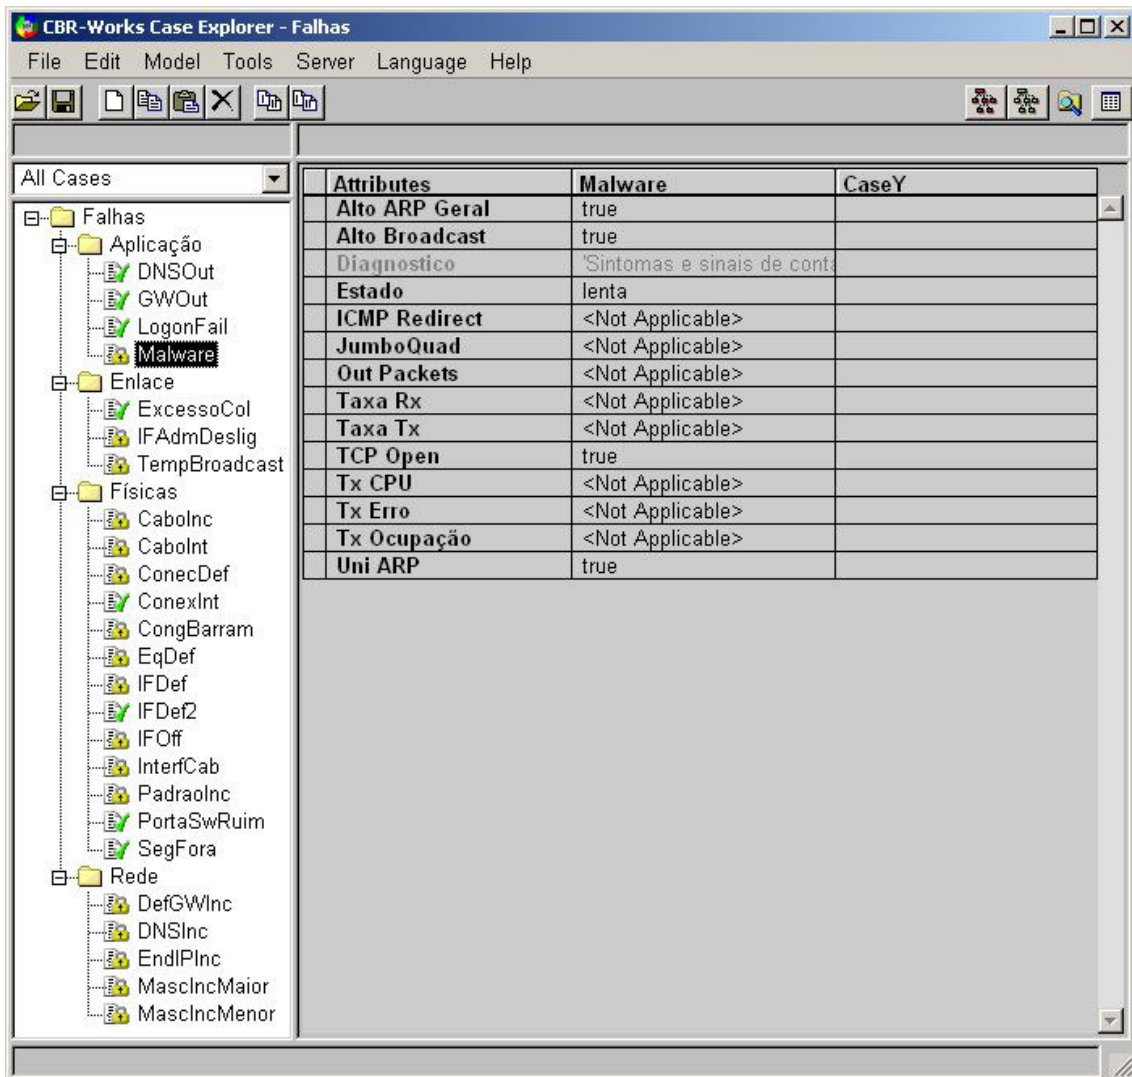 CBR-Works Case Explorer - Falhas
File Edit Model Tools Server Language Help
All Cases
Falhas
Aplicação
DNSOut
GWOut
LogonFail
Malware
Enlace
ExcessoCol
IFAdmDeslig
TempBroadcast
Físicas
CaboInc
CaboInt
ConecDef
ConexInt
CongBarram
EqDef
IFDef
IFDef2
IFOff
InterfCab
PadraoInc
PortaSwRuim
SegFora
Rede
DefGWInc
DNSInc
EndIPInc
MascIncMaior
MascIncMenor
Attributes Malware CaseY
Alto ARP Geral true
Alto Broadcast true
Diagnostico 'Sintomas e sinais de conta
Estado lenta
ICMP Redirect <Not Applicable>
JumboQuad <Not Applicable>
Out Packets <Not Applicable>
Taxa Rx <Not Applicable>
Taxa Tx <Not Applicable>
TCP Open true
Tx CPU <Not Applicable>
Tx Erro <Not Applicable>
Tx Ocupação <Not Applicable>
Uni ARP true